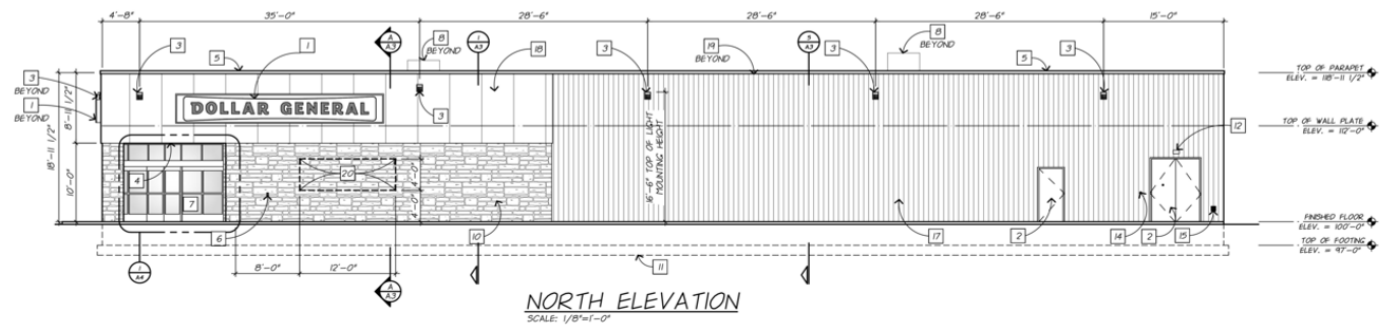 4'-8" 35'-0" 28'-6" 28'-6" 28'-6" 15'-0"
3 5 1 A A3 8 BEYOND 1 A3 18 3 19 BEYOND 5 A3 3 8 BEYOND 5 3
3 BEYOND
1 BEYOND
DOLLAR GENERAL
3
8'-11 1/2"
18'-11 1/2"
10'-0"
16'-6" TOP OF LIGHT
MOUNTING HEIGHT
12
4 7 20 4'-0"
4'-0"
6 10 17 2 14 2 15
8'-0" 12'-0" 11
1 A4 A A3
TOP OF PARAPET
ELEV. = 118'-11 1/2"
TOP OF WALL PLATE
ELEV. = 112'-0"
FINISHED FLOOR
ELEV. = 100'-0"
TOP OF FOOTING
ELEV. = 97'-0"
NORTH ELEVATION
SCALE: 1/8"=1'-0"